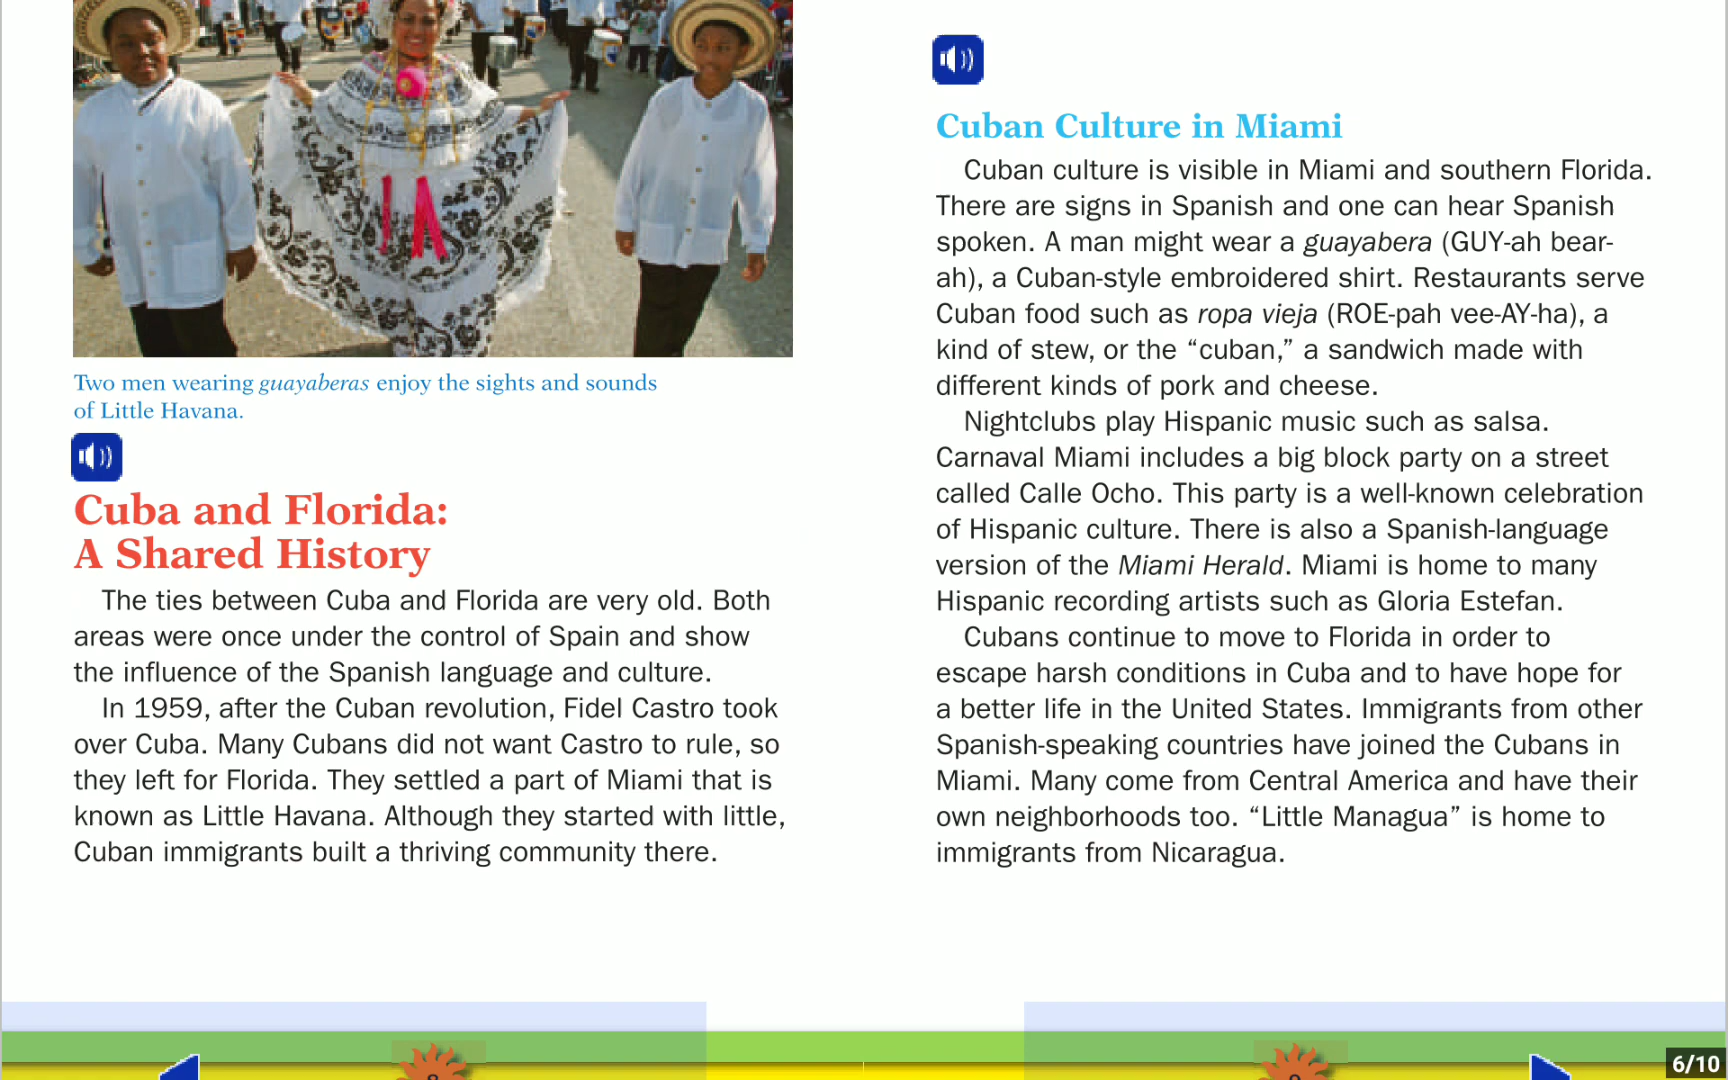 Two men wearing guayaberas enjoy the sights and sounds
of Little Havana.
Cuba and Florida:
A Shared History
The ties between Cuba and Florida are very old. Both
areas were once under the control of Spain and show
the influence of the Spanish language and culture.
In 1959, after the Cuban revolution, Fidel Castro took
over Cuba. Many Cubans did not want Castro to rule, so
they left for Florida. They settled a part of Miami that is
known as Little Havana. Although they started with little,
Cuban immigrants built a thriving community there.
Cuban Culture in Miami
Cuban culture is visible in Miami and southern Florida.
There are signs in Spanish and one can hear Spanish
spoken. A man might wear a guayabera (GUY-ah bear-
ah), a Cuban-style embroidered shirt. Restaurants serve
Cuban food such as ropa vieja (ROE-pah vee-AY-ha), a
kind of stew, or the “cuban,” a sandwich made with
different kinds of pork and cheese.
Nightclubs play Hispanic music such as salsa.
Carnaval Miami includes a big block party on a street
called Calle Ocho. This party is a well-known celebration
of Hispanic culture. There is also a Spanish-language
version of the Miami Herald. Miami is home to many
Hispanic recording artists such as Gloria Estefan.
Cubans continue to move to Florida in order to
escape harsh conditions in Cuba and to have hope for
a better life in the United States. Immigrants from other
Spanish-speaking countries have joined the Cubans in
Miami. Many come from Central America and have their
own neighborhoods too. “Little Managua” is home to
immigrants from Nicaragua.
6/10